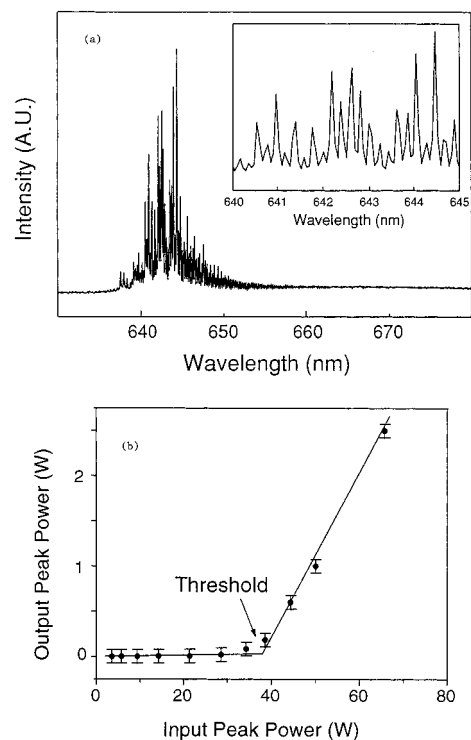 (a)
Intensity (A.U.)
640 641 642 643 644 645
Wavelength (nm)
640 650 660 670
Wavelength (nm)
(b)
Output Peak Power (W)
2
1
0
Threshold
0 20 40 60 80
Input Peak Power (W)